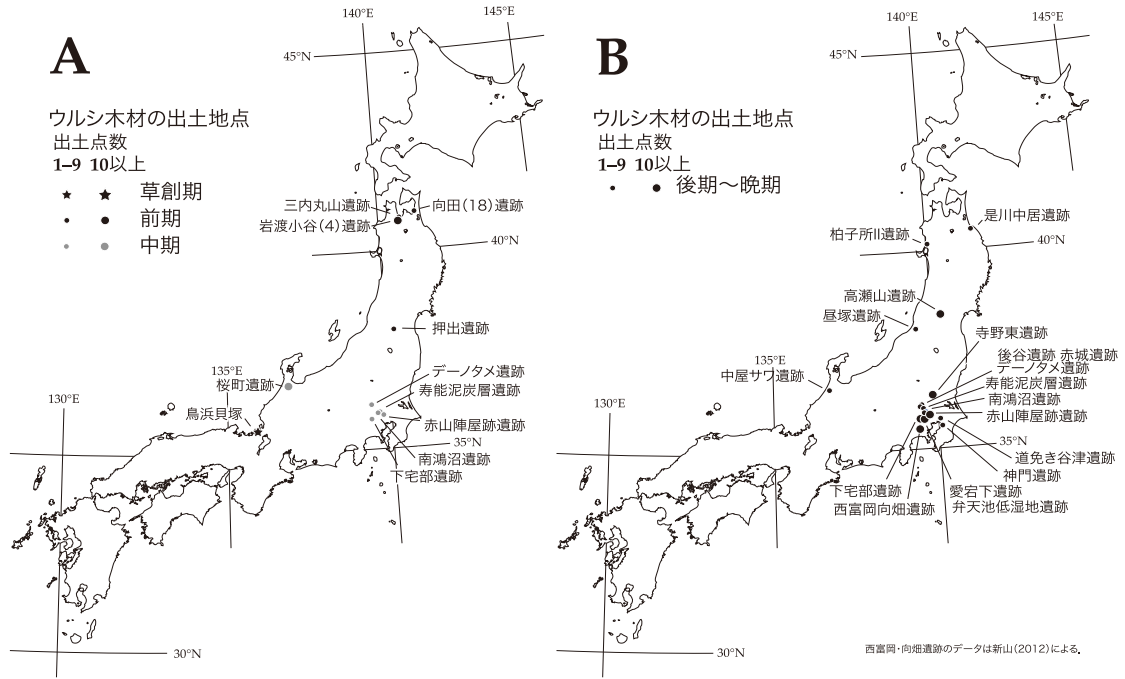 A
140°E
145°E
45°N
ウルシ木材の出土地点
出土点数
1–9 10以上
草創期
前期
中期
三内丸山遺跡
向田(18)遺跡
岩渡小谷(4)遺跡
40°N
押出遺跡
135°E
桜町遺跡
デーノタメ遺跡
寿能泥炭層遺跡
130°E
鳥浜貝塚
赤山陣屋跡遺跡
35°N
南鴻沼遺跡
下宅部遺跡
30°N
B
140°E
145°E
45°N
ウルシ木材の出土地点
出土点数
1–9 10以上
後期～晩期
是川中居遺跡
柏子所II遺跡
40°N
高瀬山遺跡
昼塚遺跡
寺野東遺跡
135°E
後谷遺跡 赤城遺跡
中屋サワ遺跡
デーノタメ遺跡
寿能泥炭層遺跡
130°E
南鴻沼遺跡
赤山陣屋跡遺跡
35°N
道免き谷津遺跡
神門遺跡
下宅部遺跡
愛宕下遺跡
西富岡向畑遺跡
弁天池低湿地遺跡
30°N
西富岡・向畑遺跡のデータは新山(2012)による.